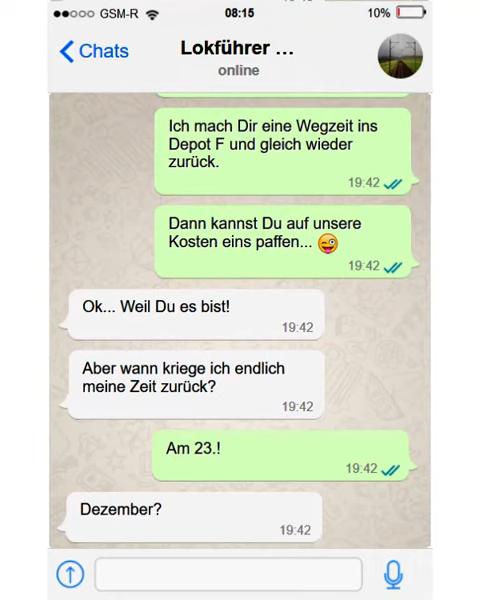 GSM-R 08:15 10%
Chats Lokführer ...
online
Ich mach Dir eine Wegzeit ins
Depot F und gleich wieder
zurück.
19:42
Dann kannst Du auf unsere
Kosten eins paffen...
19:42
Ok... Weil Du es bist!
19:42
Aber wann kriege ich endlich
meine Zeit zurück?
19:42
Am 23.!
19:42
Dezember?
19:42